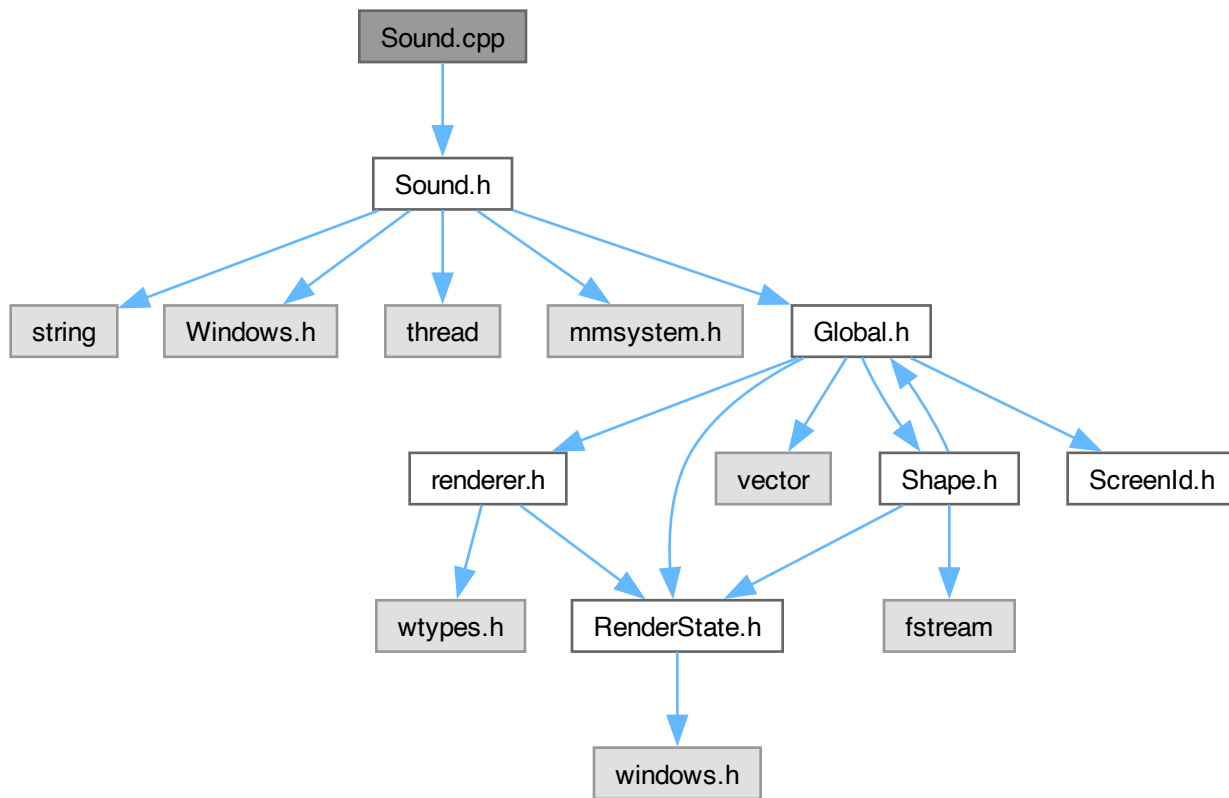 Sound.cpp
Sound.h
string
Windows.h
thread
mmsystem.h
Global.h
renderer.h
vector
Shape.h
ScreenId.h
wtypes.h
RenderState.h
fstream
windows.h